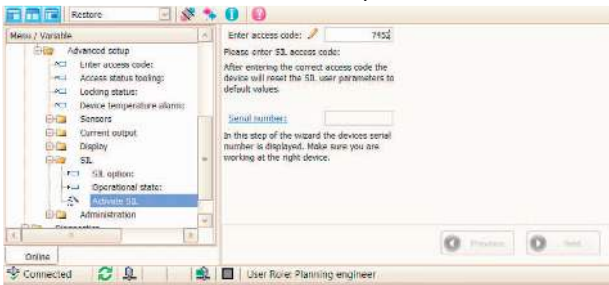 Restore
Menu / Variable
Advanced setup
Enter access code:
Access status tooling:
Locking status:
Device temperature alarm:
Sensors
Current output
Display
SIL
SIL option:
Operational state:
Activate SIL
Administration
Diagnostics
Online
Enter access code:
7452
Please enter SIL access code:
After entering the correct access code the
device will reset the SIL user parameters to
default values.
Serial number:
In this step of the wizard the devices serial
number is displayed. Make sure you are
working at the right device.
Previous
Next
Connected
User Role: Planning engineer